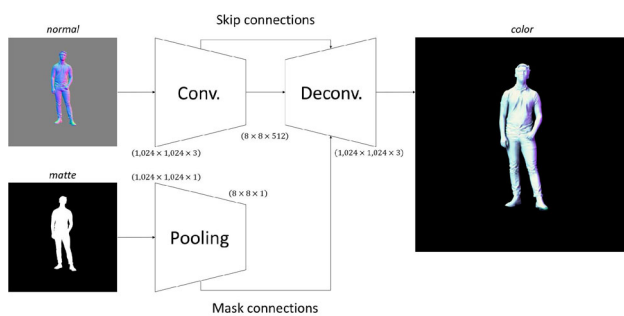 Skip connections
normal
color
Conv.
Deconv.
(8 × 8 × 512)
(1,024 × 1,024 × 3)
(1,024 × 1,024 × 3)
matte
(1,024 × 1,024 × 1)
(8 × 8 × 1)
Pooling
Mask connections